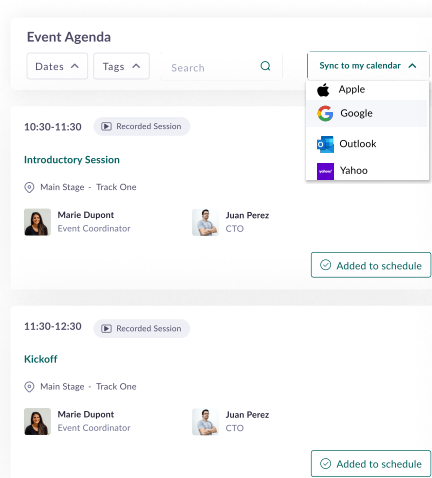 Event Agenda
Dates
Tags
Search
Sync to my calendar
Apple
Google
Outlook
yahoo!
Yahoo
10:30-11:30
Recorded Session
Introductory Session
Main Stage - Track One
Marie Dupont
Event Coordinator
Juan Perez
CTO
Added to schedule
11:30-12:30
Recorded Session
Kickoff
Main Stage - Track One
Marie Dupont
Event Coordinator
Juan Perez
CTO
Added to schedule